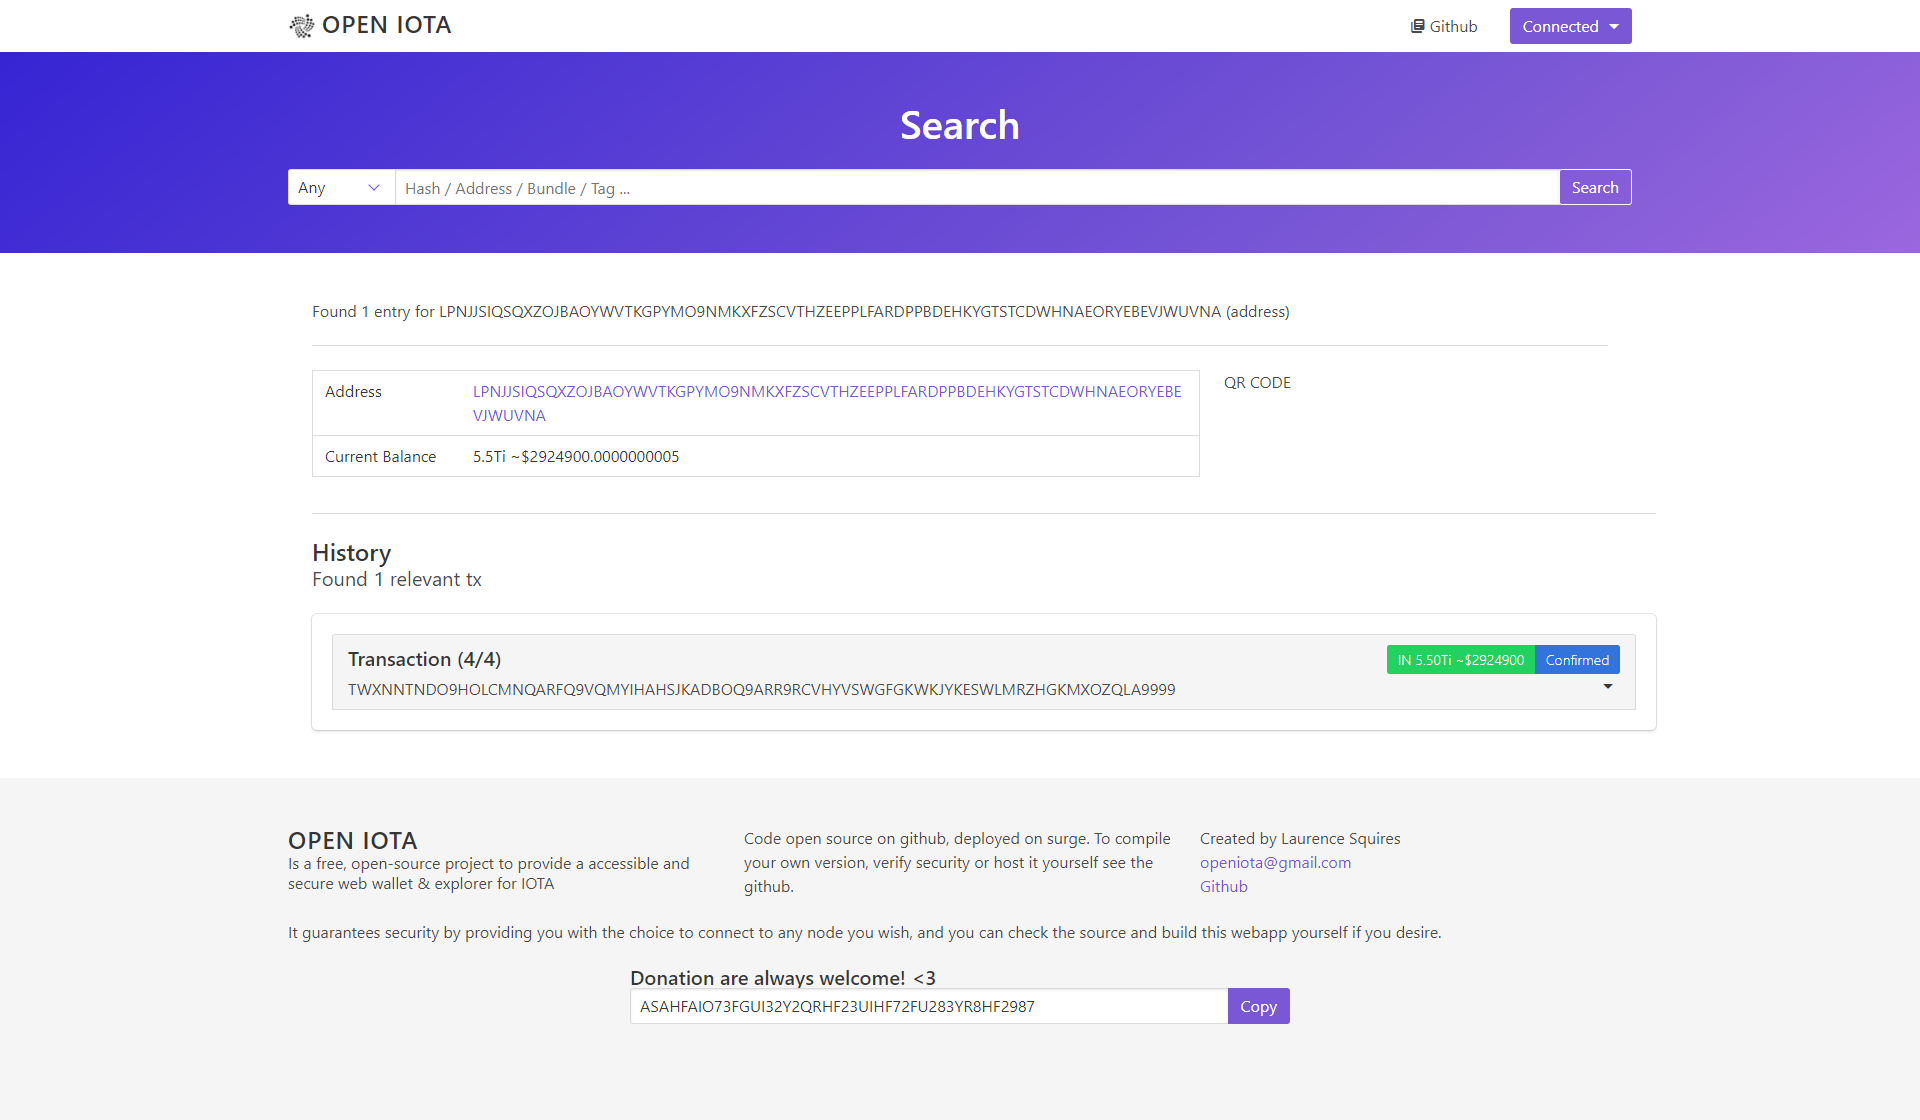 OPEN IOTA
Github
Connected
Search
Any
Hash / Address / Bundle / Tag ...
Search
Found 1 entry for LPNJJSIQSQXZOJBAOYWVTKGPYMO9NMKXFZSCVTHZEEPPLFARDPPBDEHKYGTSTCDWHNAEORYEBEVJWUVNA (address)
Address
LPNJJSIQSQXZOJBAOYWVTKGPYMO9NMKXFZSCVTHZEEPPLFARDPPBDEHKYGTSTCDWHNAEORYEBE
VJWUVNA
QR CODE
Current Balance
5.5Ti ~$2924900.0000000005
History
Found 1 relevant tx
Transaction (4/4)
IN 5.50Ti ~$2924900
Confirmed
TWXNNTNDO9HOLCMNQARFQ9VQMYIHAHSJKADBOQ9ARR9RCVHYVSWGFGKWKJYKESWLMRZHGKMXOZQLA9999
OPEN IOTA
Is a free, open-source project to provide a accessible and
secure web wallet & explorer for IOTA
Code open source on github, deployed on surge. To compile
your own version, verify security or host it yourself see the
github.
Created by Laurence Squires
openiota@gmail.com
Github
It guarantees security by providing you with the choice to connect to any node you wish, and you can check the source and build this webapp yourself if you desire.
Donation are always welcome! <3
ASAHFAIO73FGUI32Y2QRHF23UIHF72FU283YR8HF2987
Copy